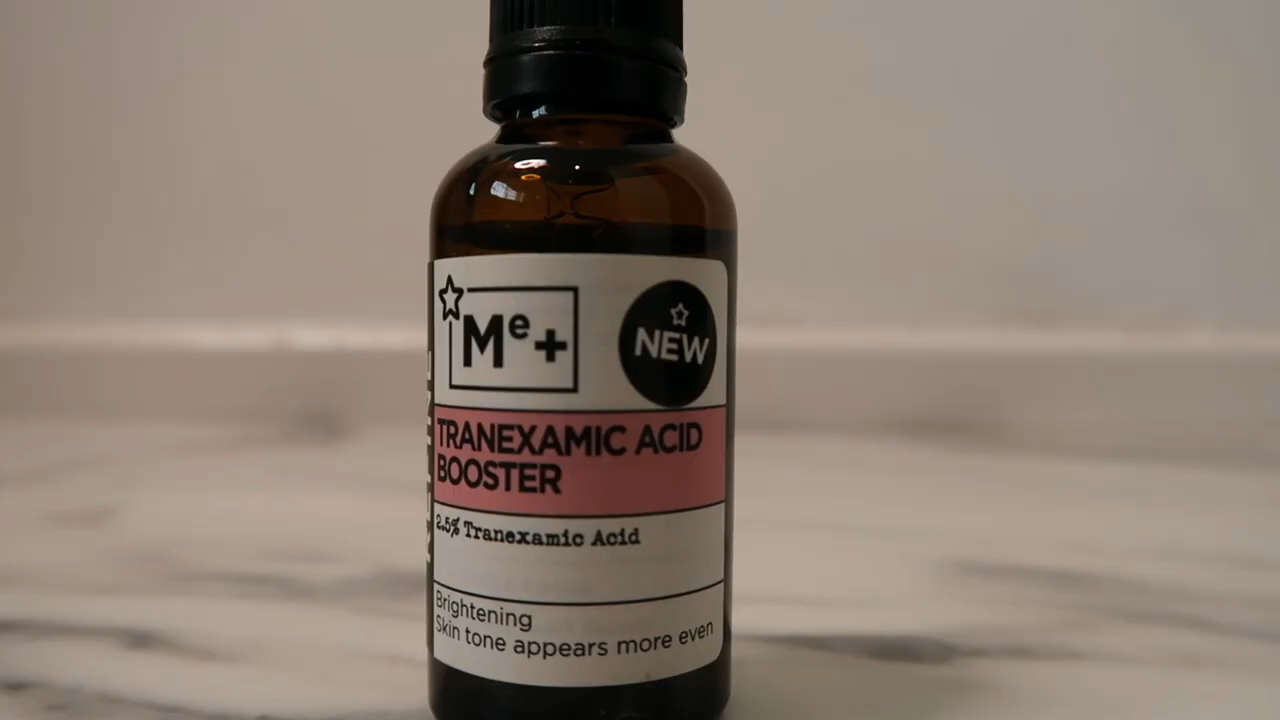 Me+
NEW
TRANEXAMIC ACID
BOOSTER
2.5% Tranexamic Acid
Brightening
Skin tone appears more even